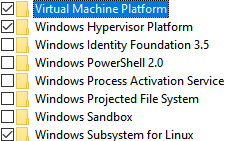 Virtual Machine Platform
Windows Hypervisor Platform
Windows Identity Foundation 3.5
Windows PowerShell 2.0
Windows Process Activation Service
Windows Projected File System
Windows Sandbox
Windows Subsystem for Linux